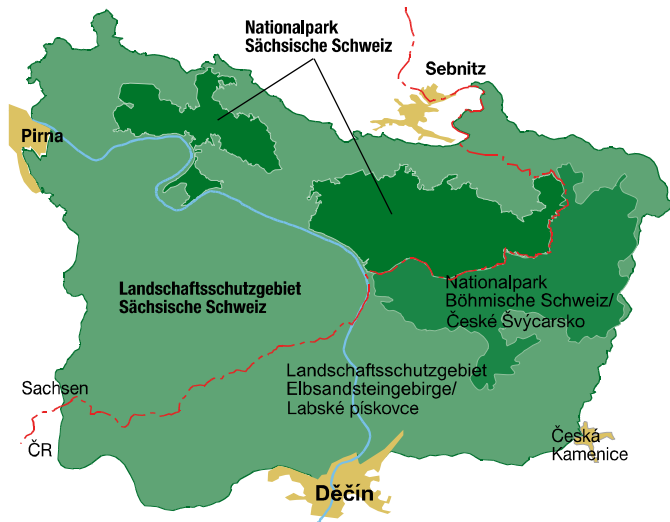 Nationalpark
Sächsische Schweiz
Sebnitz
Pirna
Nationalpark
Böhmische Schweiz/
České Švýcarsko
Landschaftsschutzgebiet
Sächsische Schweiz
Landschaftsschutzgebiet
Elbsandsteingebirge/
Labské pískovce
Sachsen
ČR
Česká
Kamenice
Děčín